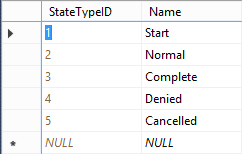 StateTypeID Name
1 Start
2 Normal
3 Complete
4 Denied
5 Cancelled
NULL NULL